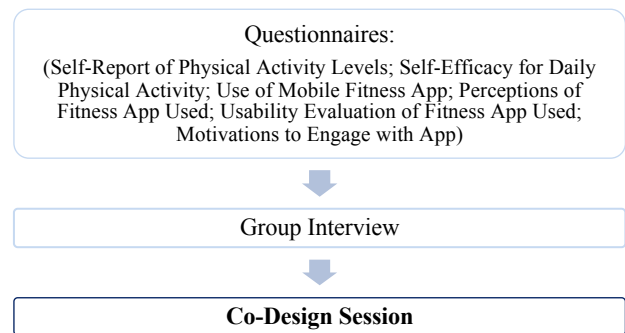 Questionnaires:
(Self-Report of Physical Activity Levels; Self-Efficacy for Daily
Physical Activity; Use of Mobile Fitness App; Perceptions of
Fitness App Used; Usability Evaluation of Fitness App Used;
Motivations to Engage with App)
Group Interview
Co-Design Session